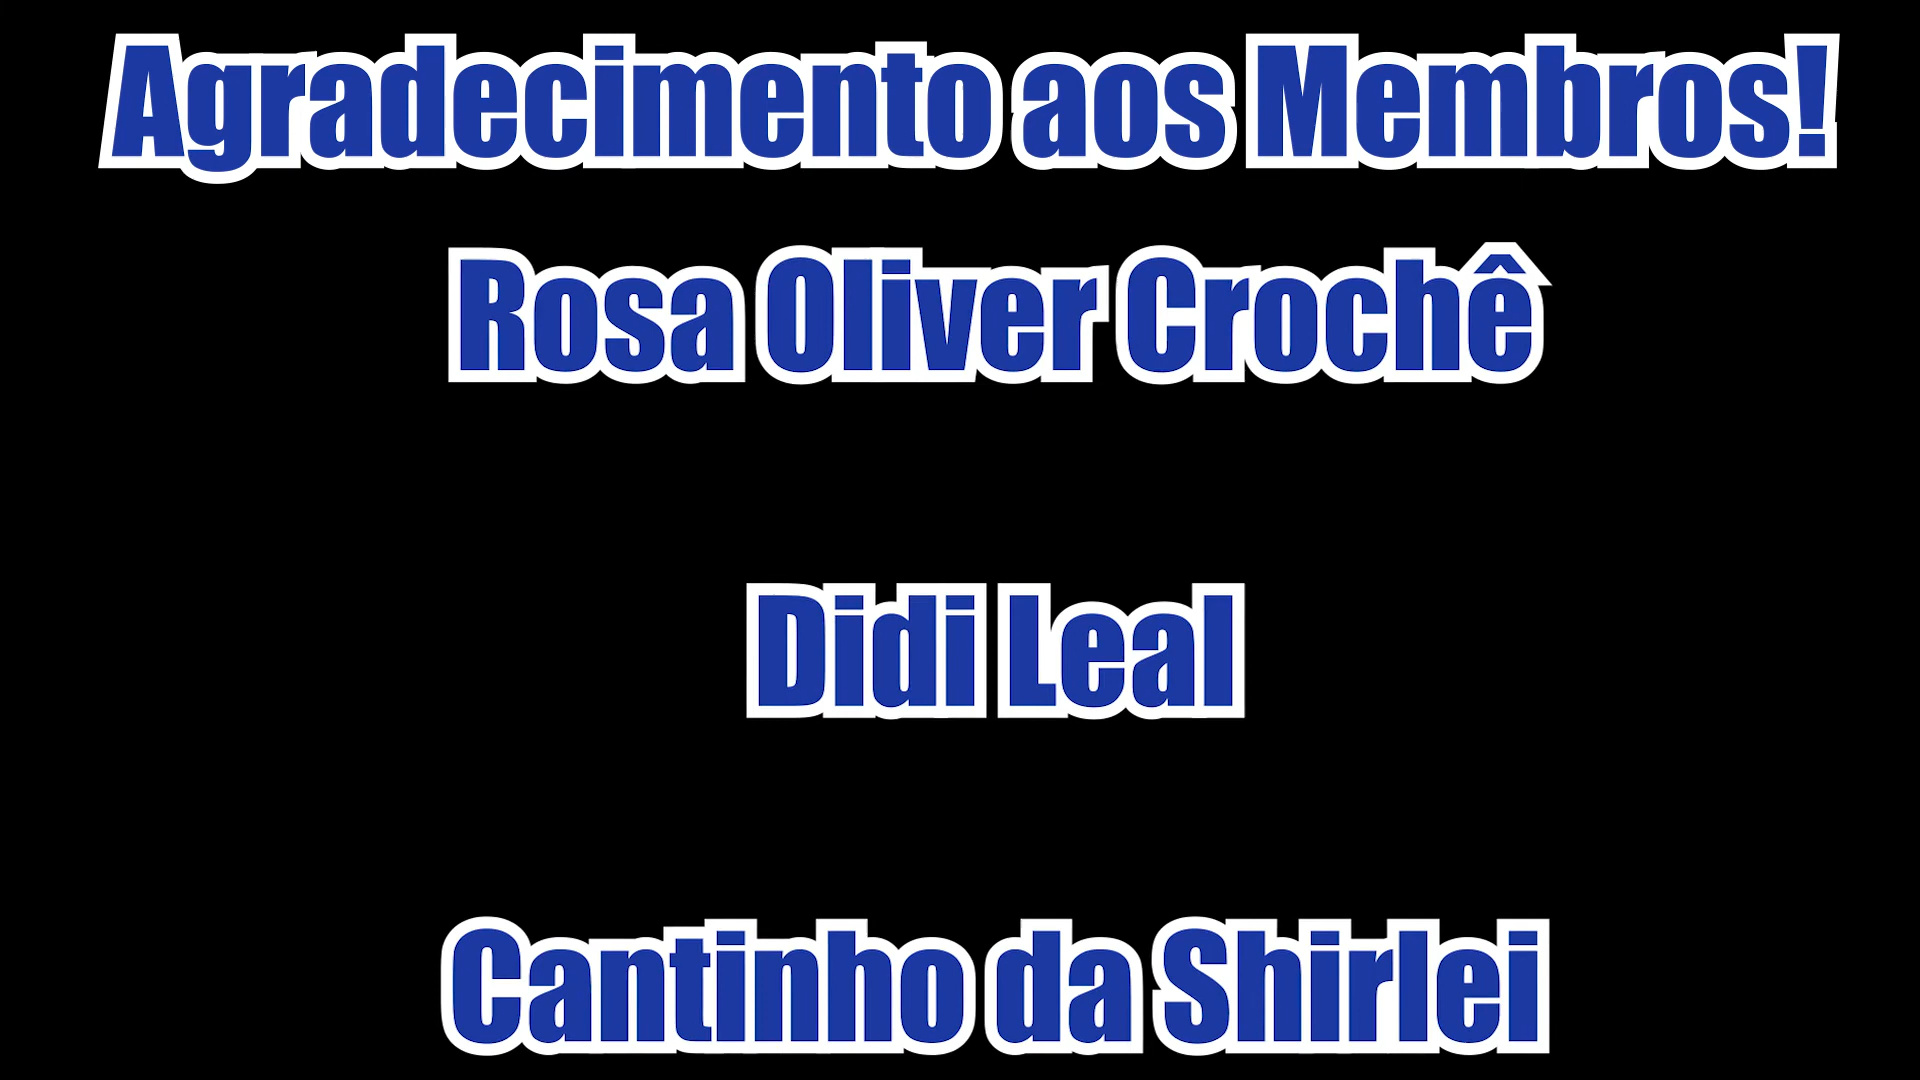 Agradecimento aos Membros!
Rosa Oliver Crochê
Didi Leal
Cantinho da Shirlei